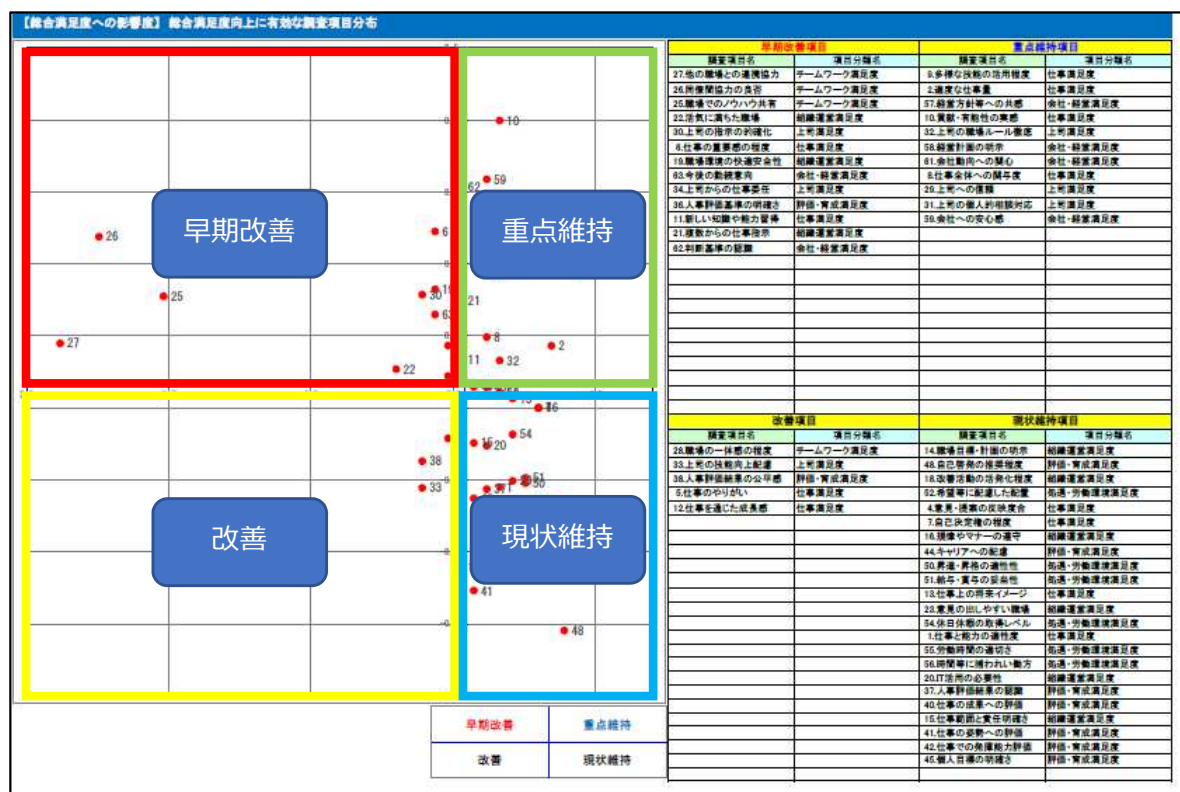 【総合満足度への影響度】 総合満足度向上に有効な調査項目分布
早期改善
重点維持
改善
現状維持
10
59
62
26
6
25
30
19
21
63
27
8
2
11
32
22
16
15
20
54
38
33
51
50
37
1
41
48
早期改善
重点維持
改善
現状維持
早期改善項目
重点維持項目
調査項目名 項目分類名 調査項目名 項目分類名
27.他の職場との連携協力 チームワーク満足度 9.多様な技能の活用程度 仕事満足度
26.同僚間協力の良否 チームワーク満足度 2.適度な仕事量 仕事満足度
25.職場でのノウハウ共有 チームワーク満足度 57.経営方針等への共感 会社・経営満足度
22.活気に満ちた職場 組織運営満足度 10.貢献・有能性の実感 仕事満足度
30.上司の指示の的確化 上司満足度 32.上司の職場ルール徹底 上司満足度
6.仕事の重要感の程度 仕事満足度 58.経営計画の明示 会社・経営満足度
19.職場環境の快適安全性 組織運営満足度 61.会社動向への関心 会社・経営満足度
63.今後の勤続意向 会社・経営満足度 8.仕事全体への関与度 仕事満足度
34.上司からの仕事委任 上司満足度 29.上司への信頼 上司満足度
36.人事評価基準の明確さ 評価・育成満足度 31.上司の個人的相談対応 上司満足度
11.新しい知識や能力習得 仕事満足度 59.会社への安心感 会社・経営満足度
21.複数からの仕事指示 組織運営満足度
62.判断基準の認識 会社・経営満足度
改善項目
現状維持項目
調査項目名 項目分類名 調査項目名 項目分類名
28.職場の一体感の程度 チームワーク満足度 14.職場目標・計画の明示 組織運営満足度
33.上司の技能向上配慮 上司満足度 48.自己啓発の推奨程度 評価・育成満足度
38.人事評価結果の公平感 評価・育成満足度 18.改善活動の活発化程度 組織運営満足度
5.仕事のやりがい 仕事満足度 52.希望等に配慮した配置 処遇・労働環境満足度
12.仕事を通じた成長感 仕事満足度 4.意見・提案の反映度合 仕事満足度
7.自己決定権の程度 仕事満足度
16.規律やマナーの遵守 組織運営満足度
44.キャリアへの配慮 評価・育成満足度
50.昇進・昇格の適性性 処遇・労働環境満足度
51.給与・賞与の妥当性 処遇・労働環境満足度
13.仕事上の将来イメージ 仕事満足度
23.意見の出しやすい職場 組織運営満足度
54.休日休暇の取得レベル 処遇・労働環境満足度
1.仕事と能力の適性度 仕事満足度
55.労働時間の適切さ 処遇・労働環境満足度
56.時間等に捕われない働方 処遇・労働環境満足度
20.IT活用の必要性 組織運営満足度
37.人事評価結果の認識 評価・育成満足度
40.仕事の成果への評価 評価・育成満足度
15.仕事範囲と責任明確さ 組織運営満足度
41.仕事の姿勢への評価 評価・育成満足度
42.仕事での発揮能力評価 評価・育成満足度
45.個人目標の明確さ 評価・育成満足度